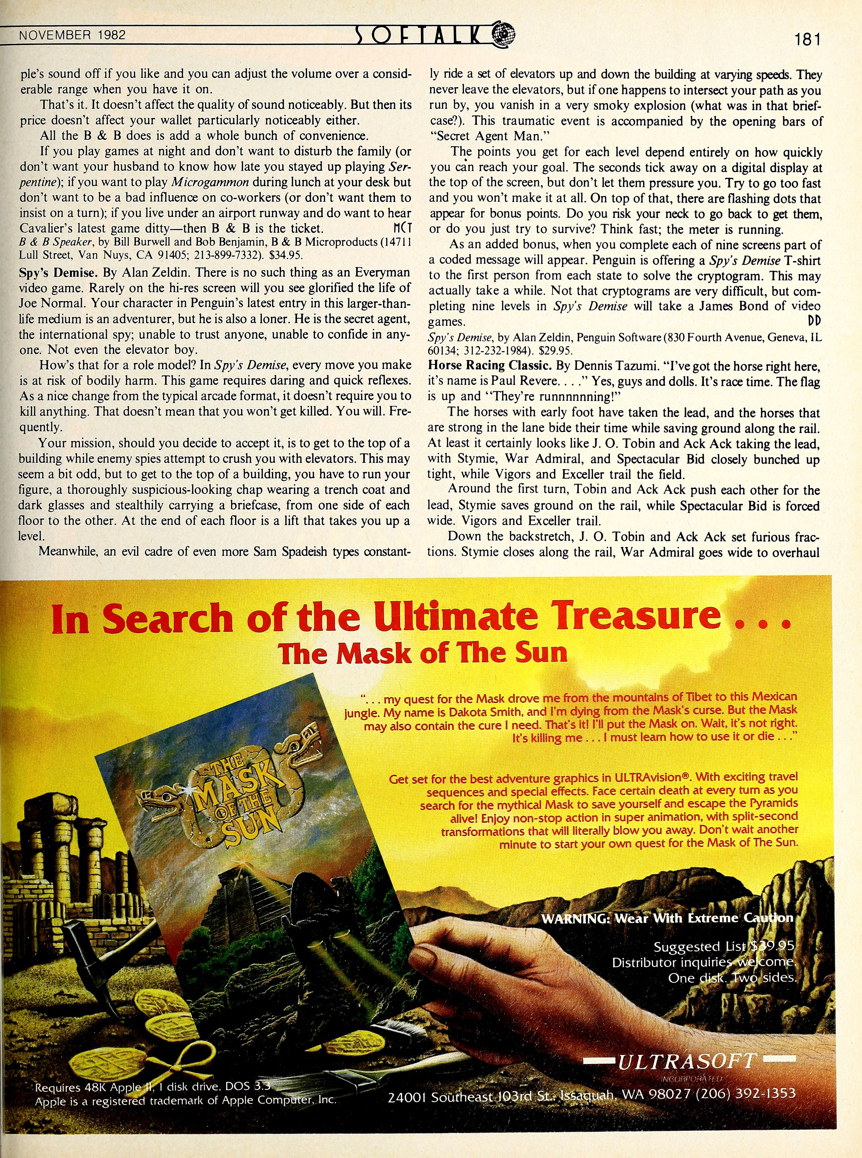 NOVEMBER 1982
SOFTALK
181
ple's sound off if you like and you can adjust the volume over a consid-
erable range when you have it on.
That's it. It doesn't affect the quality of sound noticeably. But then its
price doesn't affect your wallet particularly noticeably either.
All the B & B does is add a whole bunch of convenience.
If you play games at night and don't want to disturb the family (or
don't want your husband to know how late you stayed up playing Ser-
pentine); if you want to play Microgammon during lunch at your desk but
don't want to be a bad influence on co-workers (or don't want them to
insist on a turn); if you live under an airport runway and do want to hear
Cavalier's latest game ditty—then B & B is the ticket. MCT
B & B Speaker, by Bill Burwell and Bob Benjamin, B & B Microproducts (14711
Lull Street, Van Nuys, CA 91405; 213-899-7332). $34.95.
Spy's Demise. By Alan Zeldin. There is no such thing as an Everyman
video game. Rarely on the hi-res screen will you see glorified the life of
Joe Normal. Your character in Penguin's latest entry in this larger-than-
life medium is an adventurer, but he is also a loner. He is the secret agent,
the international spy; unable to trust anyone, unable to confide in any-
one. Not even the elevator boy.
How's that for a role model? In Spy's Demise, every move you make
is at risk of bodily harm. This game requires daring and quick reflexes.
As a nice change from the typical arcade format, it doesn't require you to
kill anything. That doesn't mean that you won't get killed. You will. Fre-
quently.
Your mission, should you decide to accept it, is to get to the top of a
building while enemy spies attempt to crush you with elevators. This may
seem a bit odd, but to get to the top of a building, you have to run your
figure, a thoroughly suspicious-looking chap wearing a trench coat and
dark glasses and stealthily carrying a briefcase, from one side of each
floor to the other. At the end of each floor is a lift that takes you up a
level.
Meanwhile, an evil cadre of even more Sam Spadeish types constant-
ly ride a set of elevators up and down the building at varying speeds. They
never leave the elevators, but if one happens to intersect your path as you
run by, you vanish in a very smoky explosion (what was in that brief-
case?). This traumatic event is accompanied by the opening bars of
"Secret Agent Man."
The points you get for each level depend entirely on how quickly
you can reach your goal. The seconds tick away on a digital display at
the top of the screen, but don't let them pressure you. Try to go too fast
and you won't make it at all. On top of that, there are flashing dots that
appear for bonus points. Do you risk your neck to go back to get them,
or do you just try to survive? Think fast; the meter is running.
As an added bonus, when you complete each of nine screens part of
a coded message will appear. Penguin is offering a Spy's Demise T-shirt
to the first person from each state to solve the cryptogram. This may
actually take a while. Not that cryptograms are very difficult, but com-
pleting nine levels in Spy's Demise will take a James Bond of video
games. DD
Spy's Demise, by Alan Zeldin, Penguin Software (830 Fourth Avenue, Geneva, IL
60134; 312-232-1984). $29.95.
Horse Racing Classic. By Dennis Tazumi. "I've got the horse right here,
it's name is Paul Revere. . . ." Yes, guys and dolls. It's race time. The flag
is up and "They're runnnnnning!"
The horses with early foot have taken the lead, and the horses that
are strong in the lane bide their time while saving ground along the rail.
At least it certainly looks like J. O. Tobin and Ack Ack taking the lead,
with Stymie, War Admiral, and Spectacular Bid closely bunched up
tight, while Vigors and Exceller trail the field.
Around the first turn, Tobin and Ack Ack push each other for the
lead, Stymie saves ground on the rail, while Spectacular Bid is forced
wide. Vigors and Exceller trail.
Down the backstretch, J. O. Tobin and Ack Ack set furious frac-
tions. Stymie closes along the rail, War Admiral goes wide to overhaul
In Search of the Ultimate Treasure . . .
The Mask of The Sun
". . . my quest for the Mask drove me from the mountains of Tibet to this Mexican
jungle. My name is Dakota Smith, and I'm dying from the Mask's curse. But the Mask
may also contain the cure I need. That's it! I'll put the Mask on. Wait, it's not right.
It's killing me . . . I must learn how to use it or die . . ."
Get set for the best adventure graphics in ULTRAvision®. With exciting travel
sequences and special effects. Face certain death at every turn as you
search for the mythical Mask to save yourself and escape the Pyramids
alive! Enjoy non-stop action in super animation, with split-second
transformations that will literally blow you away. Don't wait another
minute to start your own quest for the Mask of The Sun.
THE
MASK
OF THE
SUN
WARNING: Wear With Extreme Caution
Suggested List $39.95
Distributor inquiries welcome.
One disk. Two sides.
ULTRASOFT
INCORPORATED
24001 Southeast 103rd St., Issaquah, WA 98027 (206) 392-1353
Requires 48K Apple II, 1 disk drive. DOS 3.3
Apple is a registered trademark of Apple Computer, Inc.